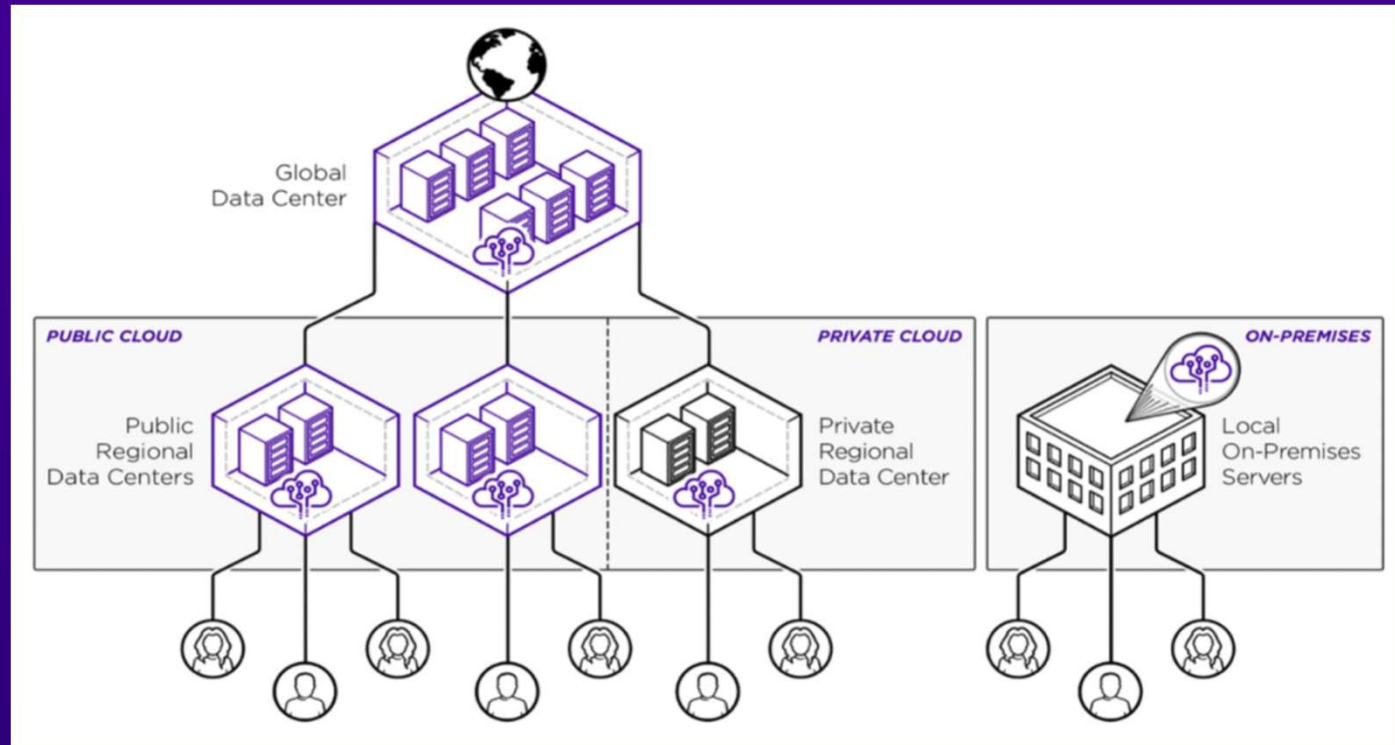 Global
Data Center
PUBLIC CLOUD
PRIVATE CLOUD
ON-PREMISES
Public
Regional
Data Centers
Private
Regional
Data Center
Local
On-Premises
Servers